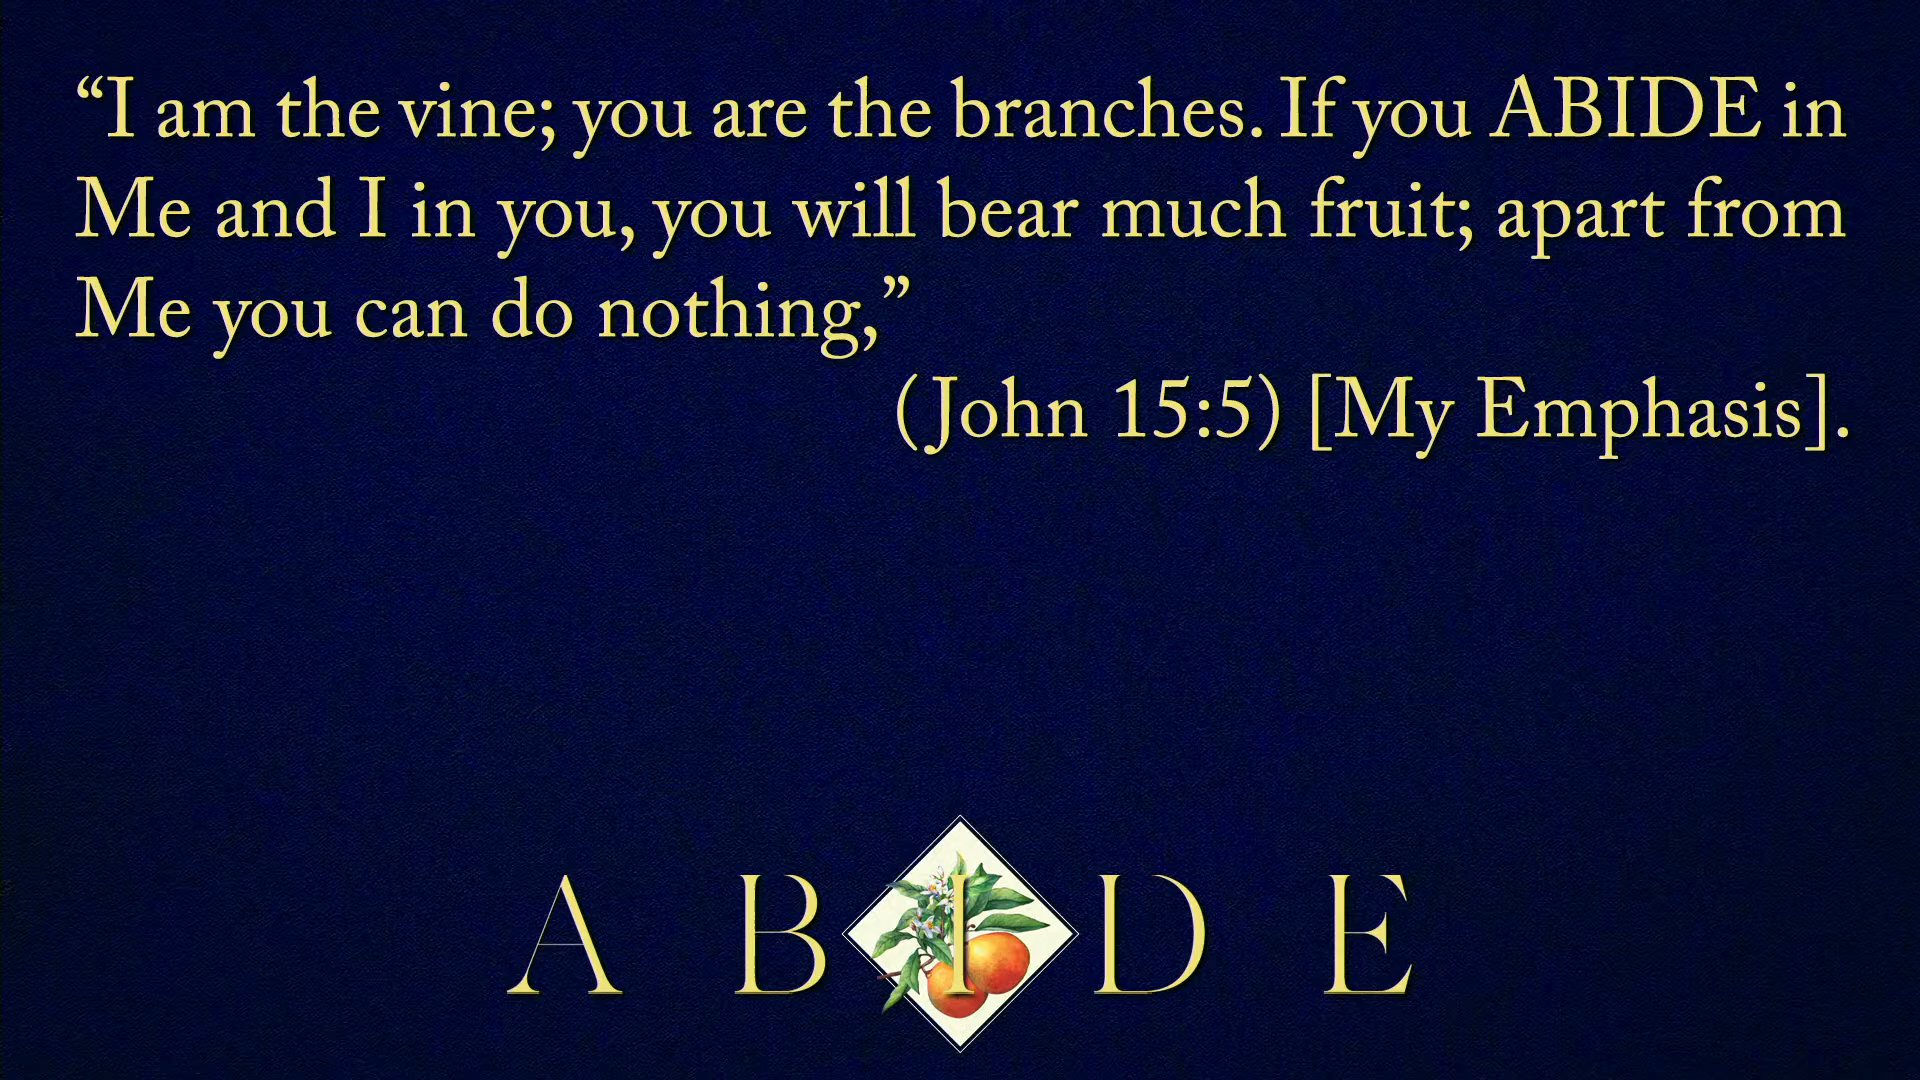 “I am the vine; you are the branches. If you ABIDE in
Me and I in you, you will bear much fruit; apart from
Me you can do nothing,”
(John 15:5) [My Emphasis].
A B I D E